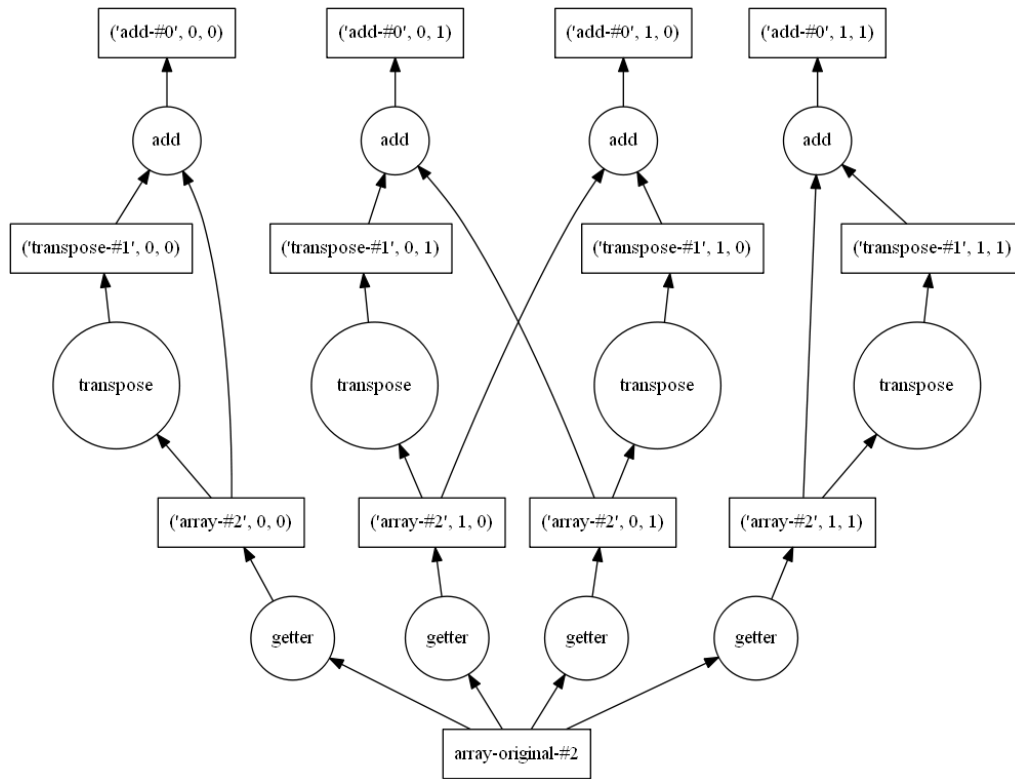 ('add-#0', 0, 0)
('add-#0', 0, 1)
('add-#0', 1, 0)
('add-#0', 1, 1)
add
add
add
add
('transpose-#1', 0, 0)
('transpose-#1', 0, 1)
('transpose-#1', 1, 0)
('transpose-#1', 1, 1)
transpose
transpose
transpose
transpose
('array-#2', 0, 0)
('array-#2', 1, 0)
('array-#2', 0, 1)
('array-#2', 1, 1)
getter
getter
getter
getter
array-original-#2